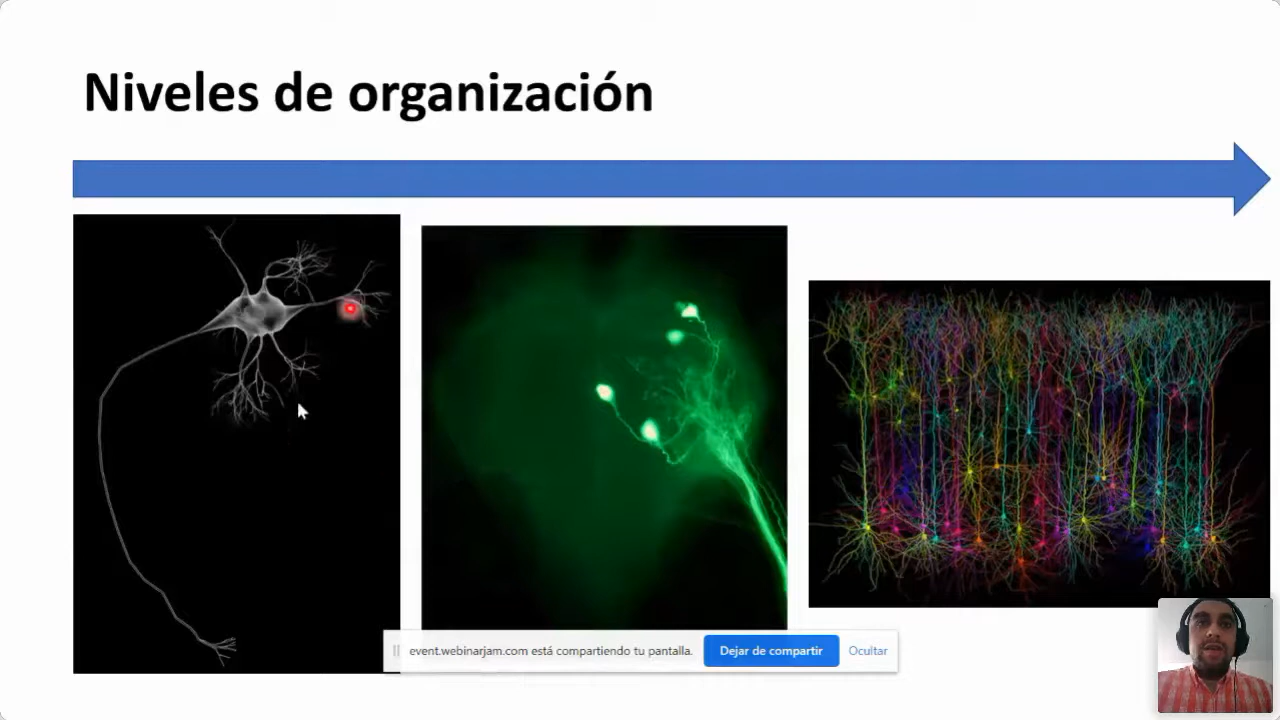 Niveles de organización
event.webinarjam.com está compartiendo tu pantalla. Dejar de compartir Ocultar